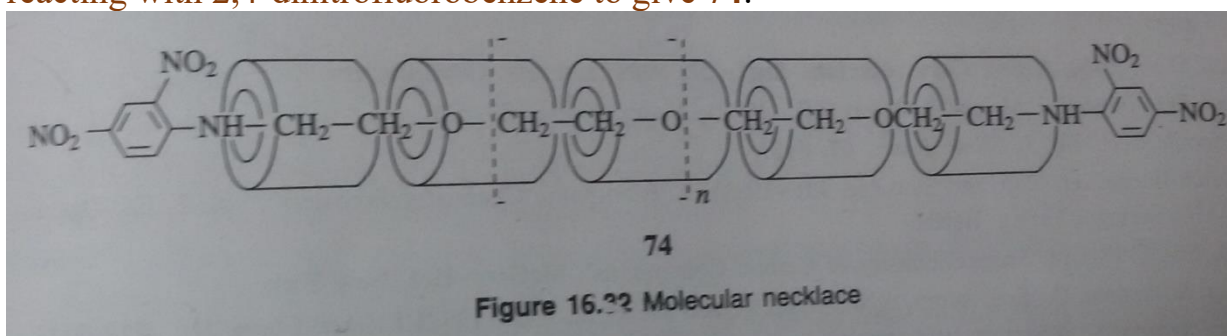 reacting with 2,4-dinitrofluorobenzene to give 74.
NO2 NO2
NO2 NH CH2 CH2 O CH2 CH2 O CH2 CH2 OCH2 CH2 NH NO2
n
74
Figure Molecular necklace